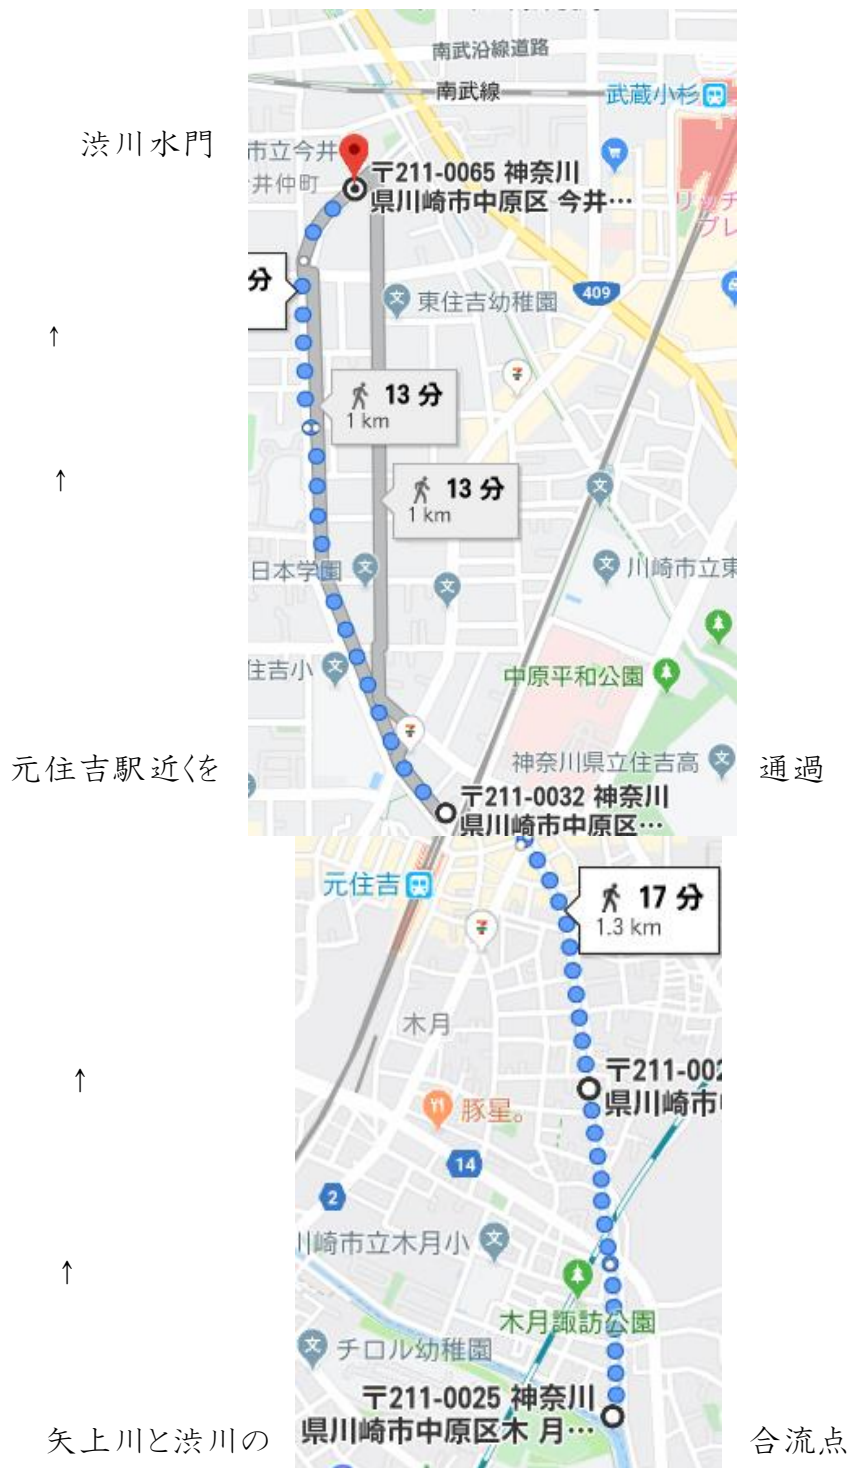 南武沿線道路
南武線
武蔵小杉
渋川水門
市立今井
井仲町
〒211-0065 神奈川
県川崎市中原区 今井…
リッチ
プレ
分
東住吉幼稚園
409
↑
13 分
1 km
↑
13 分
1 km
日本学園
川崎市立東
住吉小
中原平和公園
神奈川県立住吉高
元住吉駅近くを
通過
〒211-0032 神奈川
県川崎市中原区…
元住吉
17 分
1.3 km
木月
↑
〒211-002
県川崎市
豚星。
14
2
川崎市立木月小
↑
木月諏訪公園
チロル幼稚園
〒211-0025 神奈川
県川崎市中原区木 月…
矢上川と渋川の
合流点